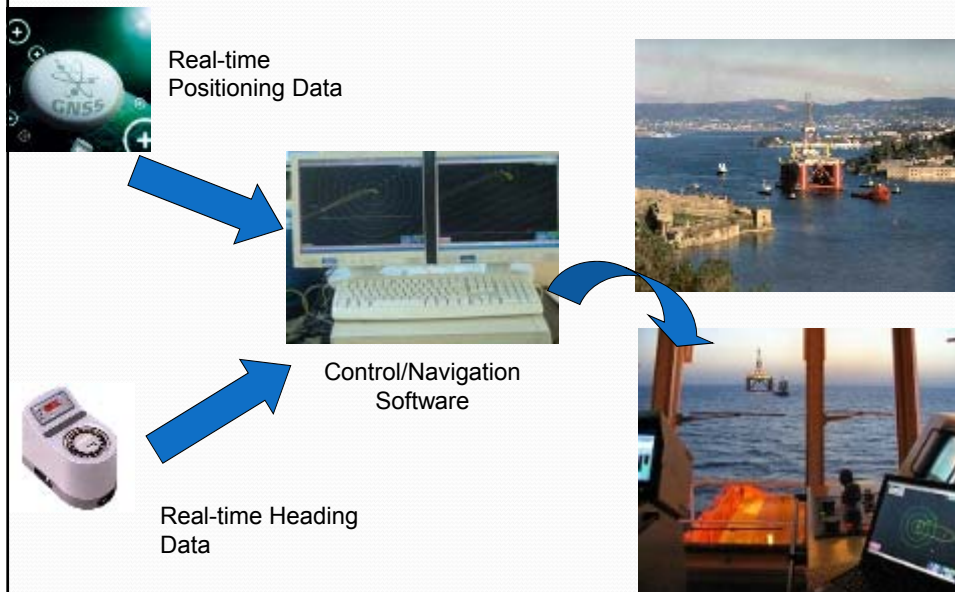 GNSS
Real-time
Positioning Data
Control/Navigation
Software
Real-time Heading
Data